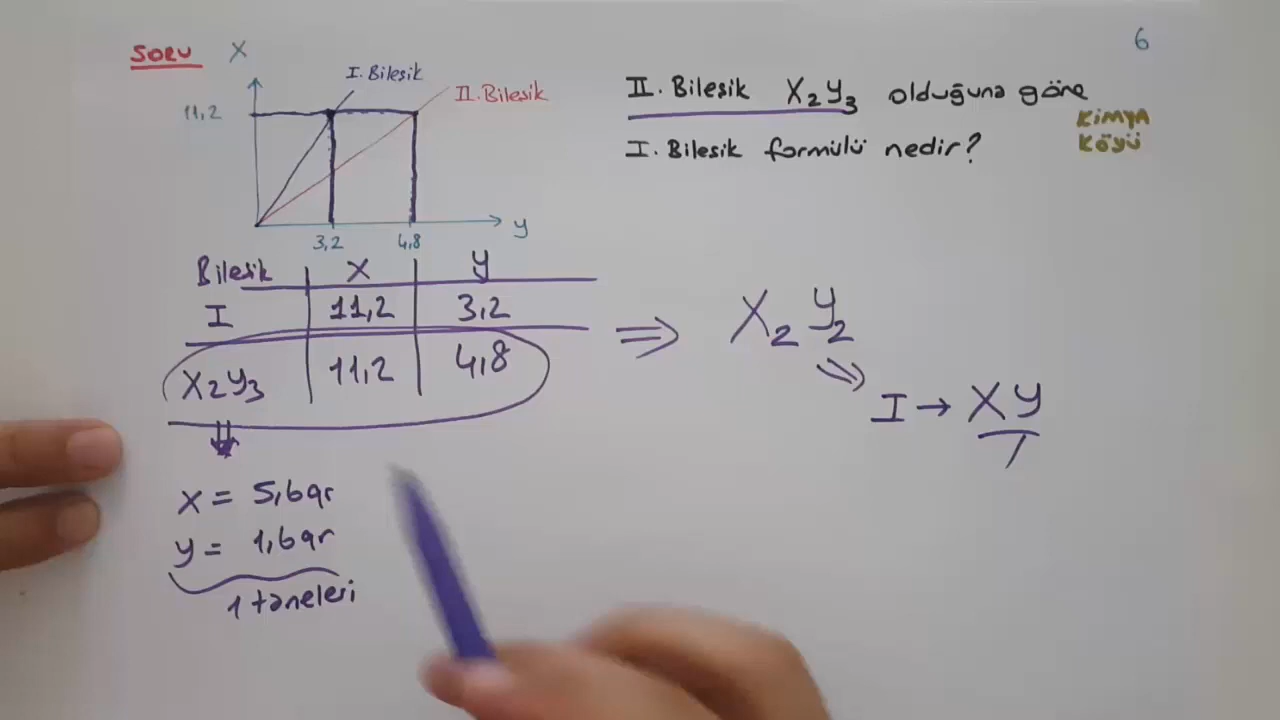 SORU
6
X
I. Bileşik
II. Bileşik
11,2
3,2
4,8
y
II. Bileşik X2Y3 olduğuna göre
I. Bileşik formülü nedir?
Kimya
Köyü
Bileşik X y
I 11,2 3,2
X2y3 11,2 4,8
⇒ X2 y2
⇒
I → Xy
x = 5,6gr
y = 1,6gr
1 taneleri